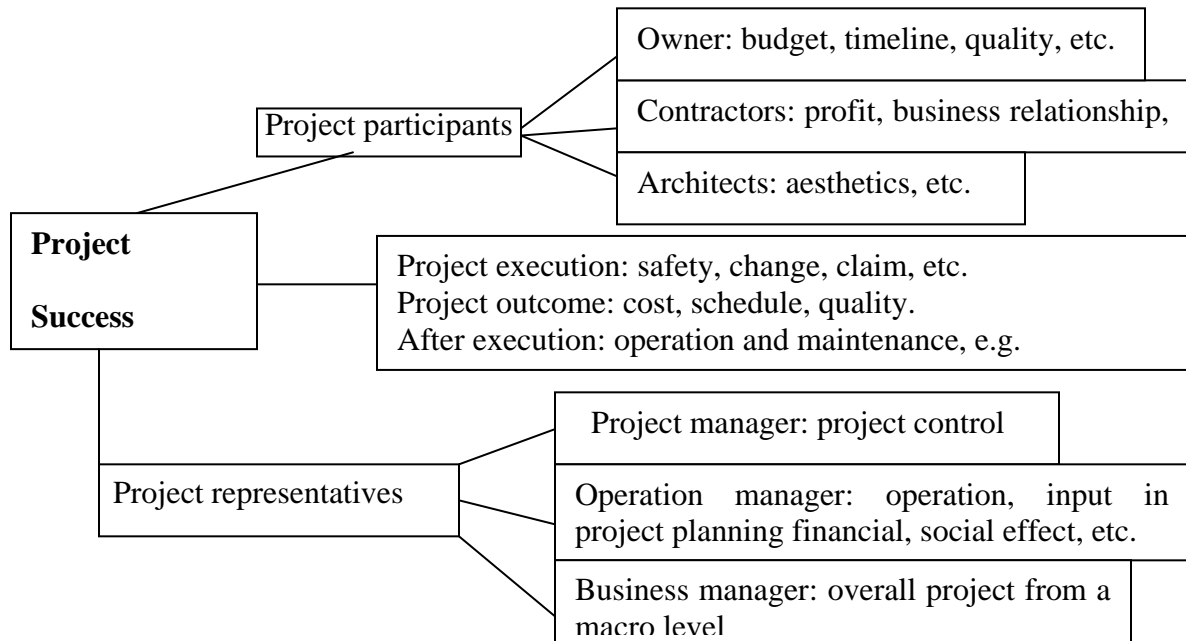 Owner: budget, timeline, quality, etc.
Project participants
Contractors: profit, business relationship,
Architects: aesthetics, etc.
Project
Success
Project execution: safety, change, claim, etc.
Project outcome: cost, schedule, quality.
After execution: operation and maintenance, e.g.
Project representatives
Project manager: project control
Operation manager: operation, input in
project planning financial, social effect, etc.
Business manager: overall project from a
macro level